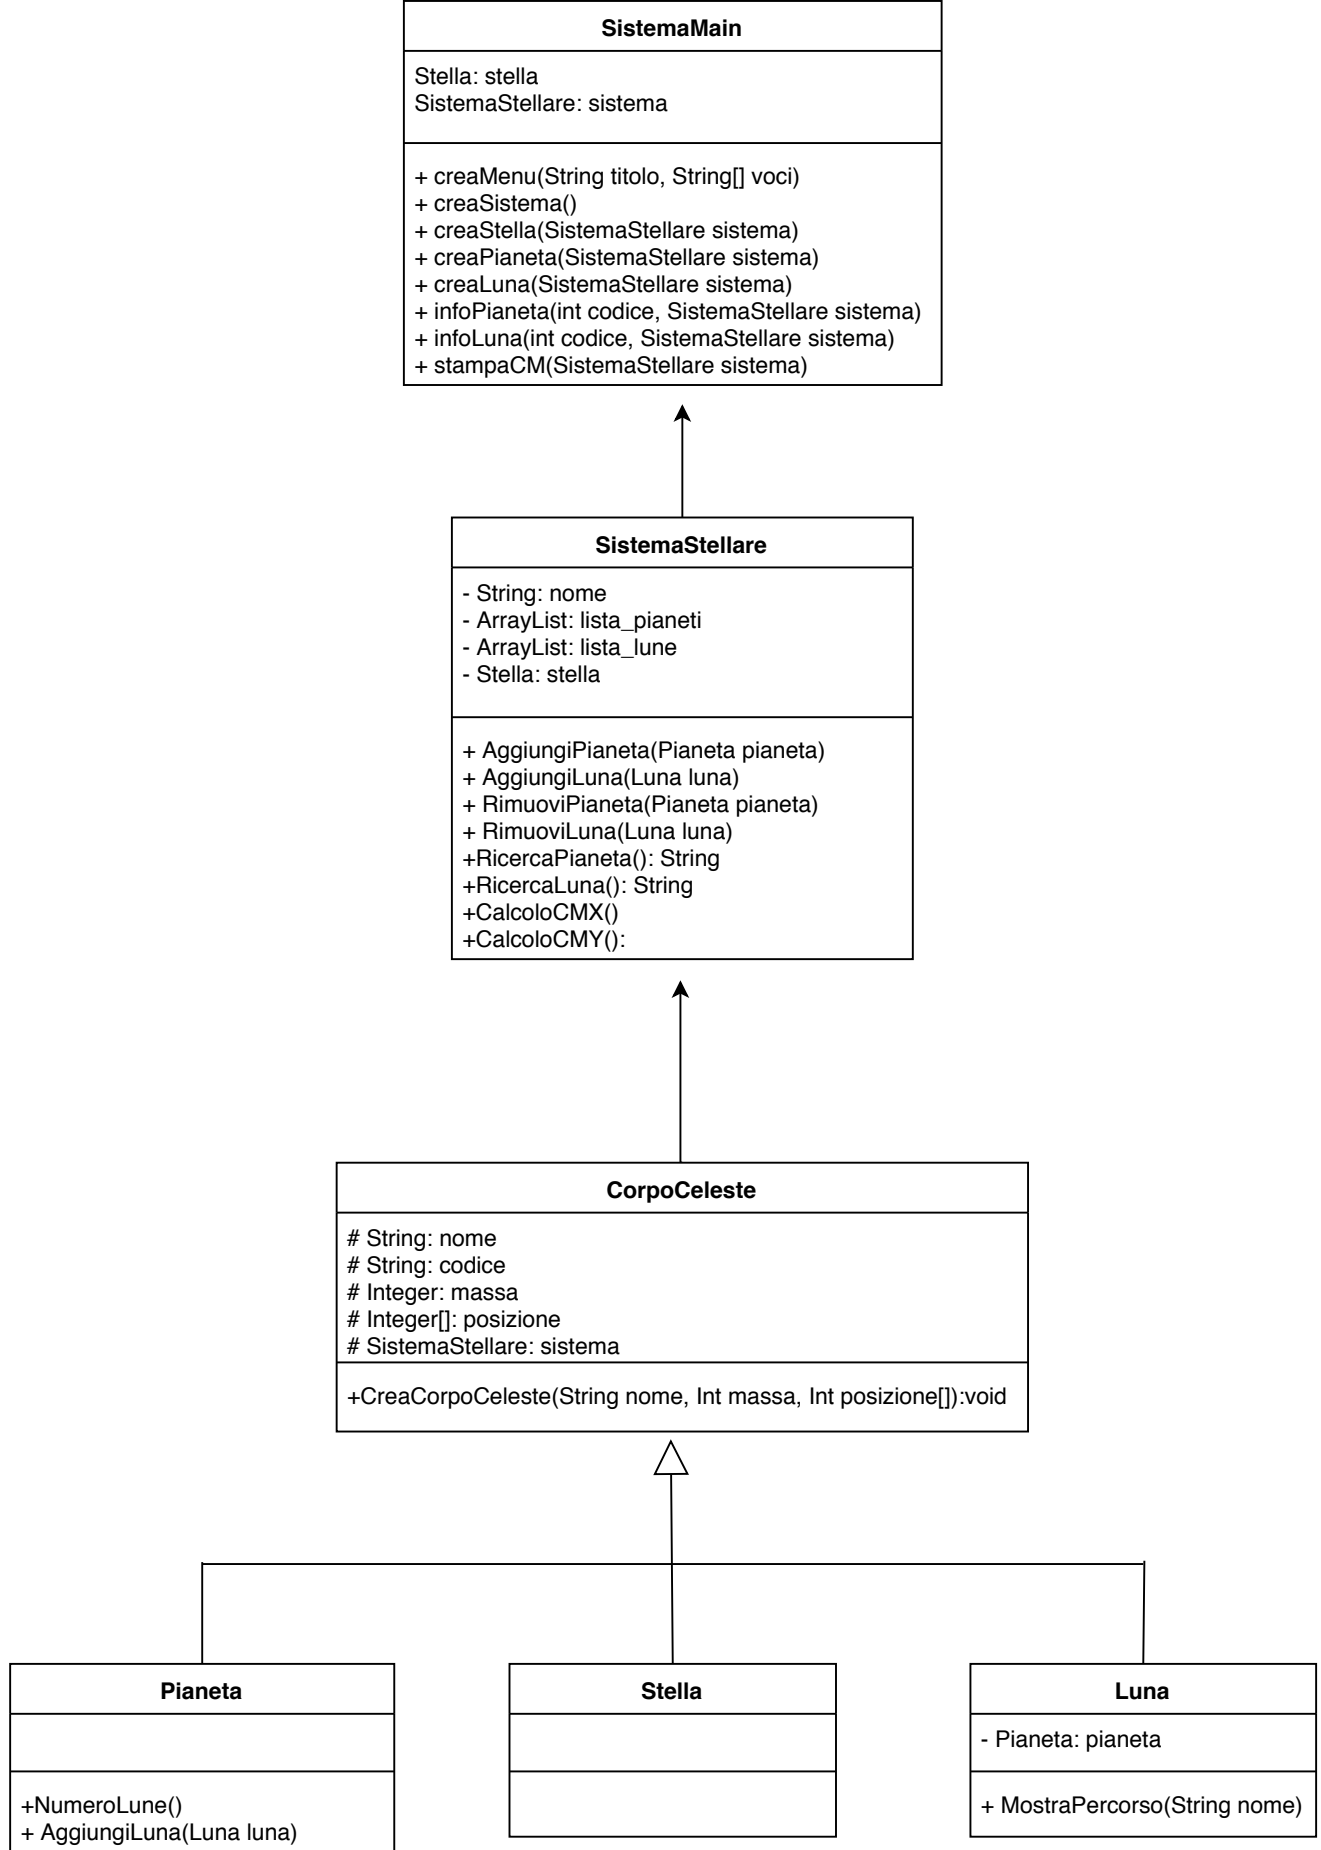 SistemaMain
Stella: stella
SistemaStellare: sistema
+ creaMenu(String titolo, String[] voci)
+ creaSistema()
+ creaStella(SistemaStellare sistema)
+ creaPianeta(SistemaStellare sistema)
+ creaLuna(SistemaStellare sistema)
+ infoPianeta(int codice, SistemaStellare sistema)
+ infoLuna(int codice, SistemaStellare sistema)
+ stampaCM(SistemaStellare sistema)
SistemaStellare
- String: nome
- ArrayList: lista_pianeti
- ArrayList: lista_lune
- Stella: stella
+ AggiungiPianeta(Pianeta pianeta)
+ AggiungiLuna(Luna luna)
+ RimuoviPianeta(Pianeta pianeta)
+ RimuoviLuna(Luna luna)
+RicercaPianeta(): String
+RicercaLuna(): String
+CalcoloCMX()
+CalcoloCMY():
CorpoCeleste
# String: nome
# String: codice
# Integer: massa
# Integer[]: posizione
# SistemaStellare: sistema
+CreaCorpoCeleste(String nome, Int massa, Int posizione[]):void
Pianeta
+NumeroLune()
+ AggiungiLuna(Luna luna)
Stella
Luna
- Pianeta: pianeta
+ MostraPercorso(String nome)